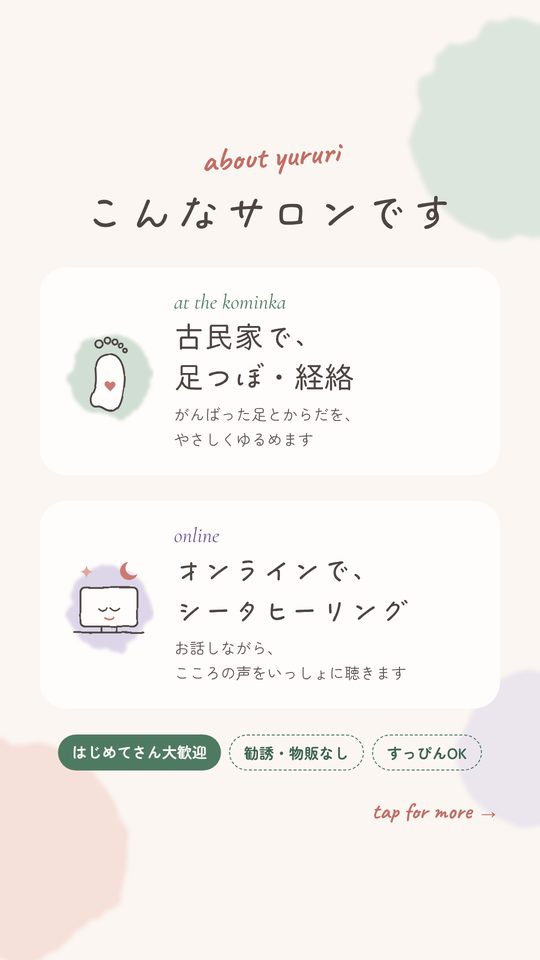 about yururi
こんなサロンです
at the kominka
古民家で、
足つぼ・経絡
がんばった足とからだを、
やさしくゆるめます
online
オンラインで、
シータヒーリング
お話しながら、
こころの声をいっしょに聴きます
はじめてさん大歓迎 勧誘・物販なし すっぴんOK
tap for more →